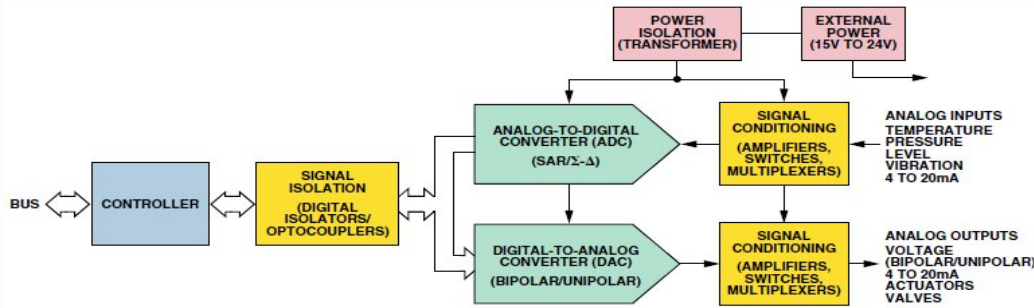 POWER
ISOLATION
(TRANSFORMER)
EXTERNAL
POWER
(15V TO 24V)
ANALOG-TO-DIGITAL
CONVERTER (ADC)
(SAR/Σ-Δ)
SIGNAL
CONDITIONING
(AMPLIFIERS,
SWITCHES,
MULTIPLEXERS)
ANALOG INPUTS
TEMPERATURE
PRESSURE
LEVEL
VIBRATION
4 TO 20mA
BUS
CONTROLLER
SIGNAL
ISOLATION
(DIGITAL
ISOLATORS/
OPTOCOUPLERS)
DIGITAL-TO-ANALOG
CONVERTER (DAC)
(BIPOLAR/UNIPOLAR)
SIGNAL
CONDITIONING
(AMPLIFIERS,
SWITCHES,
MULTIPLEXERS)
ANALOG OUTPUTS
VOLTAGE
(BIPOLAR/UNIPOLAR)
4 TO 20mA
ACTUATORS
VALVES